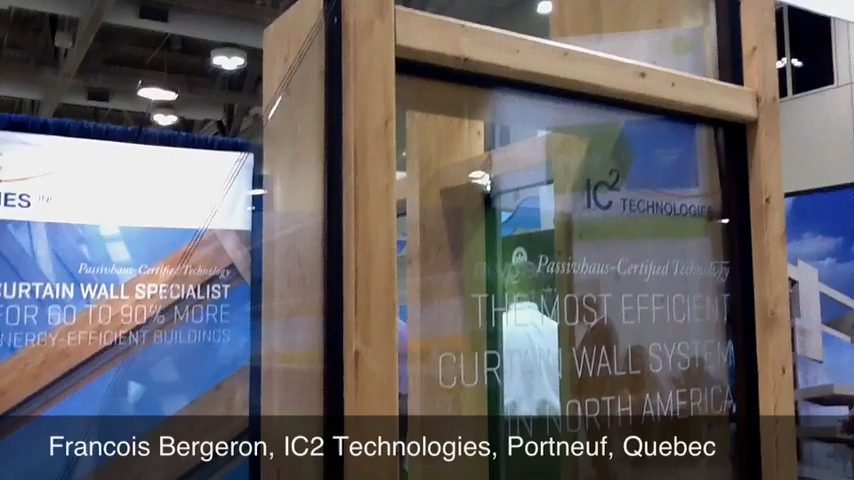 IES IN
Passivhaus-Certified Technology
CURTAIN WALL SPECIALIST
FOR 60 TO 90% MORE
ENERGY-EFFICIENT BUILDINGS
IC2 TECHNOLOGIES
Passivhaus-Certified Technology
THE MOST EFFICIENT
CURTAIN WALL SYSTEM
IN NORTH AMERICA
Francois Bergeron, IC2 Technologies, Portneuf, Quebec